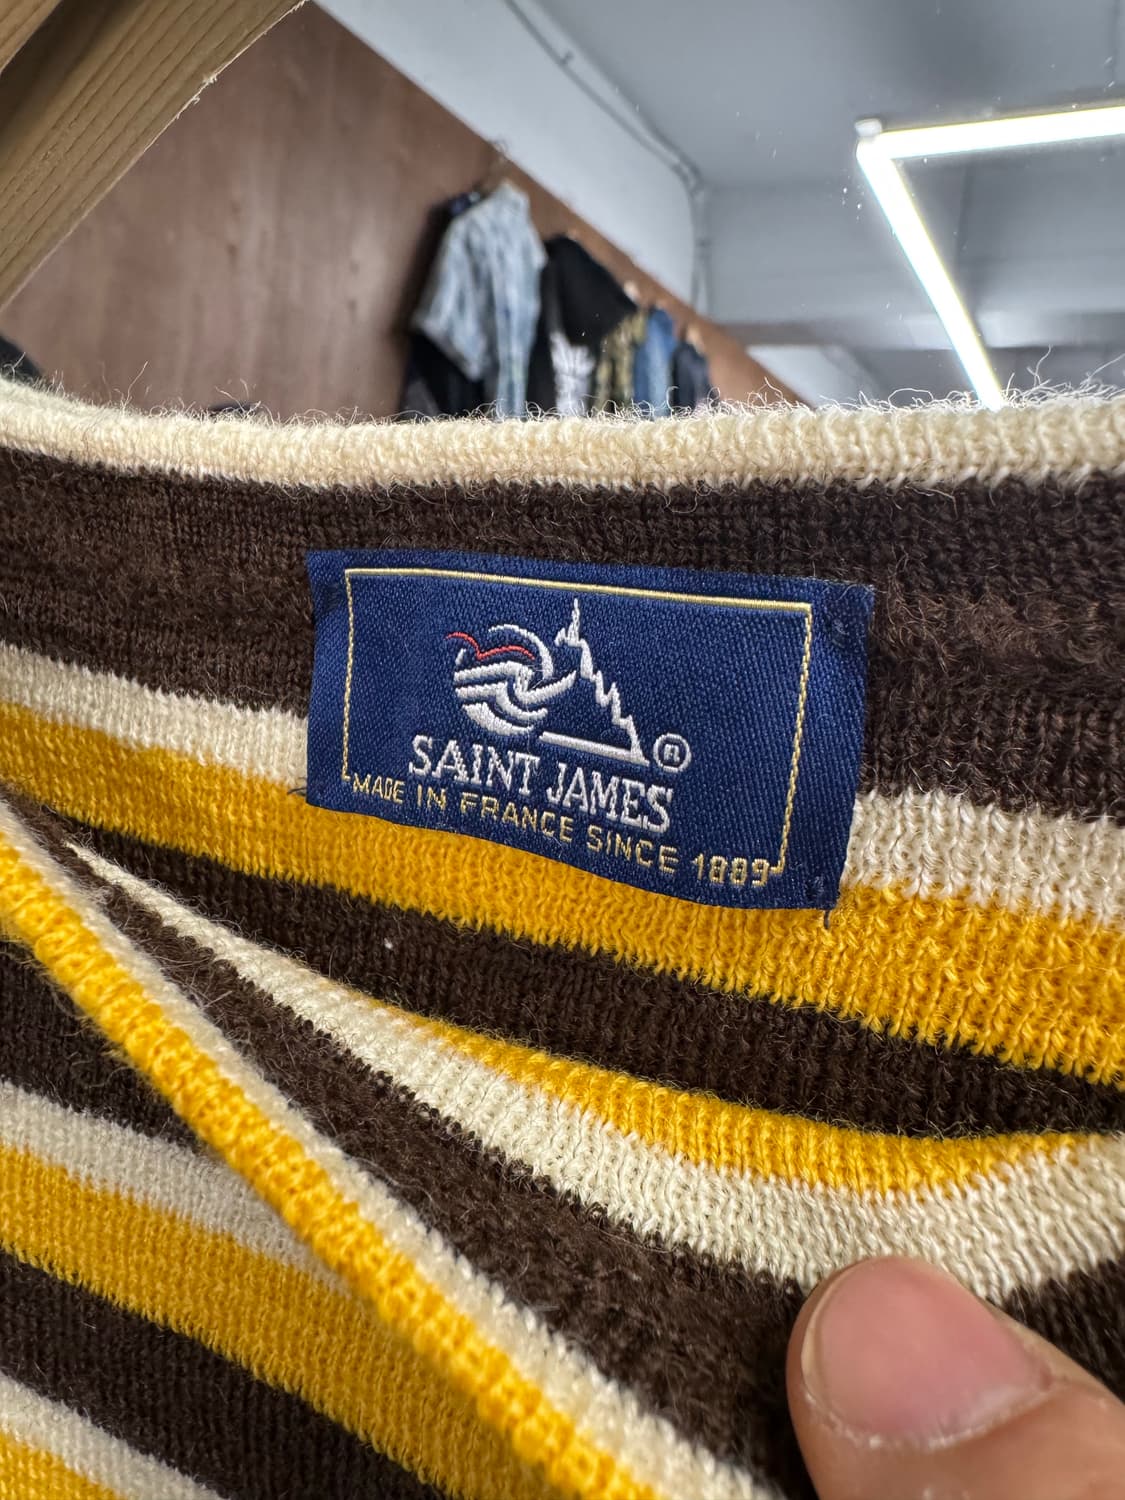 ®
SAINT JAMES
MADE IN FRANCE SINCE 1889